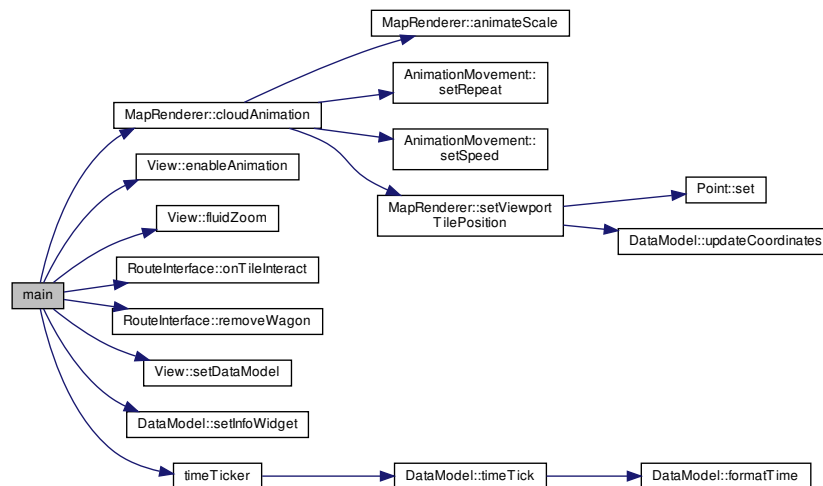 MapRenderer::animateScale
AnimationMovement::
setRepeat
MapRenderer::cloudAnimation
AnimationMovement::
setSpeed
View::enableAnimation
Point::set
MapRenderer::setViewport
TilePosition
View::fluidZoom
DataModel::updateCoordinates
RouteInterface::onTileInteract
main
RouteInterface::removeWagon
View::setDataModel
DataModel::setInfoWidget
timeTicker
DataModel::timeTick
DataModel::formatTime